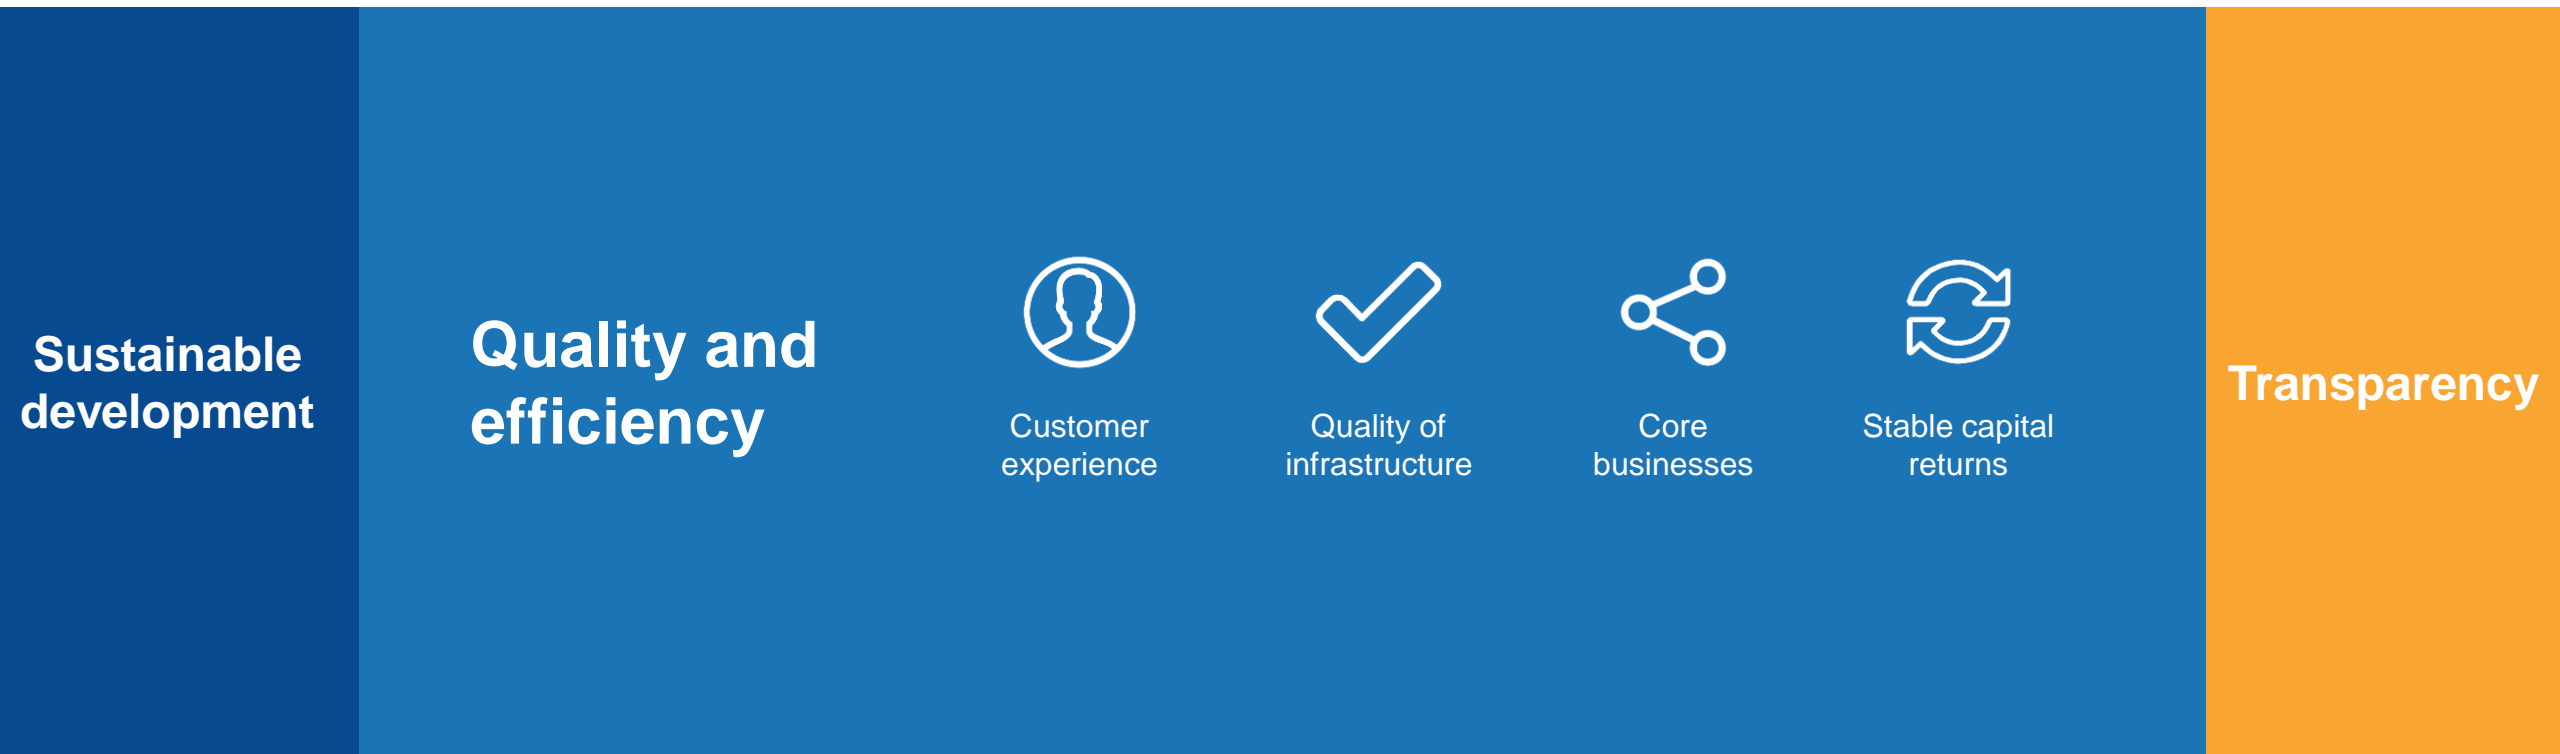 Sustainable
development
Quality and
efficiency
Customer
experience
Quality of
infrastructure
Core
businesses
Stable capital
returns
Transparency